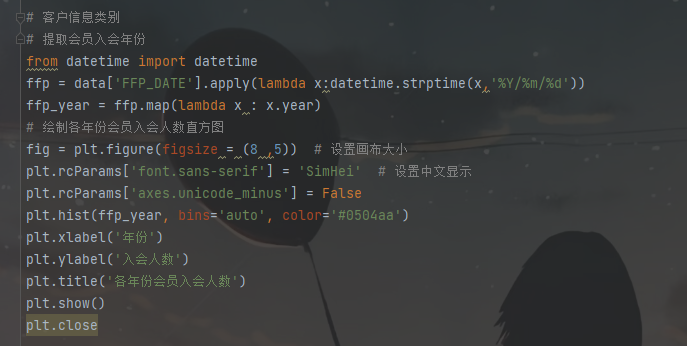 # 客户信息类别
# 提取会员入会年份
from datetime import datetime
ffp = data['FFP_DATE'].apply(lambda x:datetime.strptime(x,'%Y/%m/%d'))
ffp_year = ffp.map(lambda x : x.year)
# 绘制各年份会员入会人数直方图
fig = plt.figure(figsize = (8 ,5))  # 设置画布大小
plt.rcParams['font.sans-serif'] = 'SimHei'  # 设置中文显示
plt.rcParams['axes.unicode_minus'] = False
plt.hist(ffp_year, bins='auto', color='#0504aa')
plt.xlabel('年份')
plt.ylabel('入会人数')
plt.title('各年份会员入会人数')
plt.show()
plt.close